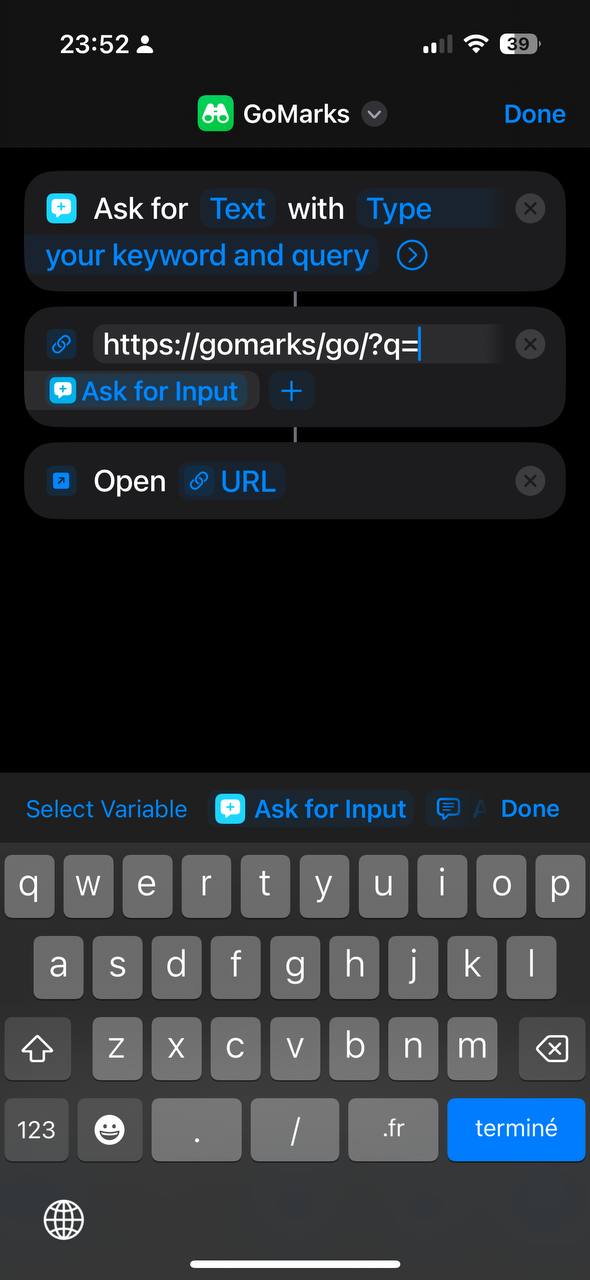 23:52
39
GoMarks
Done
Ask for Text with Type
your keyword and query
https://gomarks/go/?q=
Ask for Input
Open URL
Select Variable Ask for Input A Done
q w e r t y u i o p
a s d f g h j k l
z x c v b n m
123 . / .fr terminé